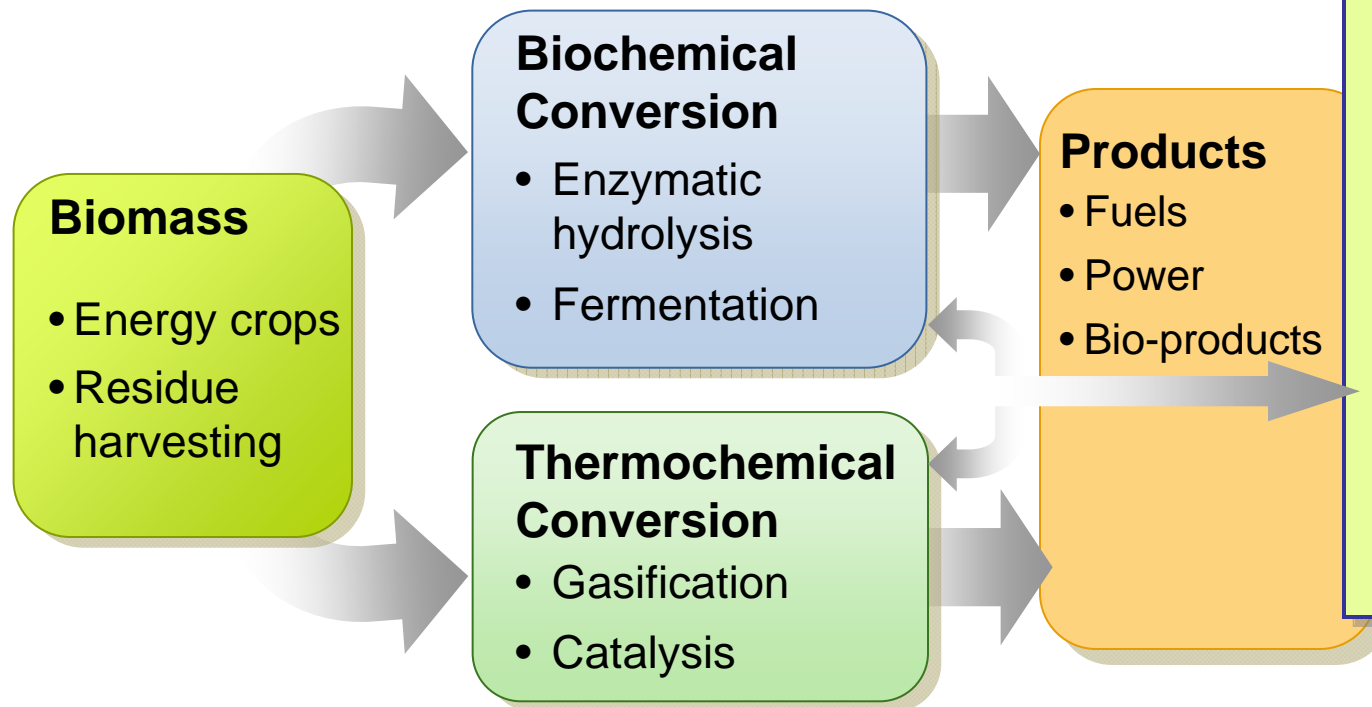 Biomass
• Energy crops
• Residue
harvesting
Biochemical
Conversion
• Enzymatic
hydrolysis
• Fermentation
Thermochemical
Conversion
• Gasification
• Catalysis
Products
• Fuels
• Power
• Bio-products